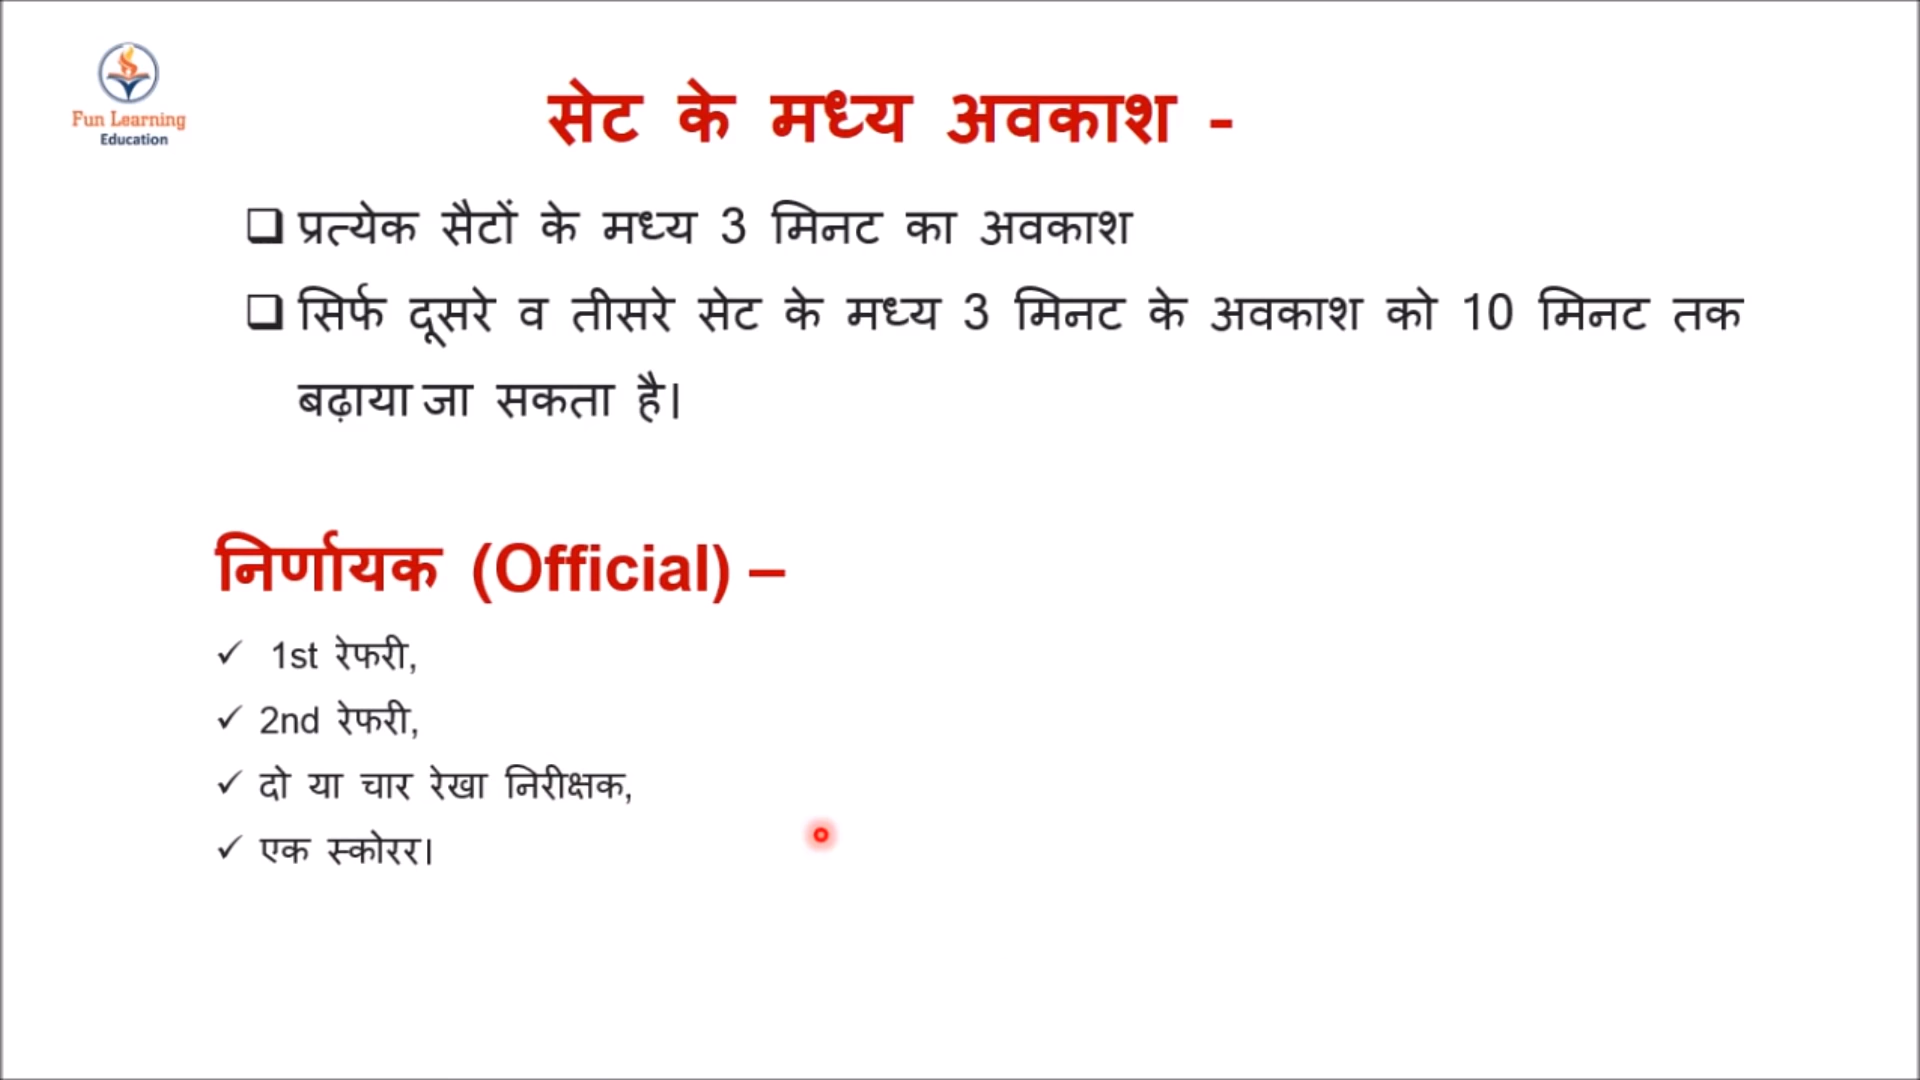 Fun Learning
Education
सेट के मध्य अवकाश -
प्रत्येक सैटों के मध्य 3 मिनट का अवकाश
सिर्फ दूसरे व तीसरे सेट के मध्य 3 मिनट के अवकाश को 10 मिनट तक
बढ़ाया जा सकता है।
निर्णायक (Official) –
✓ 1st रेफरी,
✓ 2nd रेफरी,
✓ दो या चार रेखा निरीक्षक,
✓ एक स्कोरर।